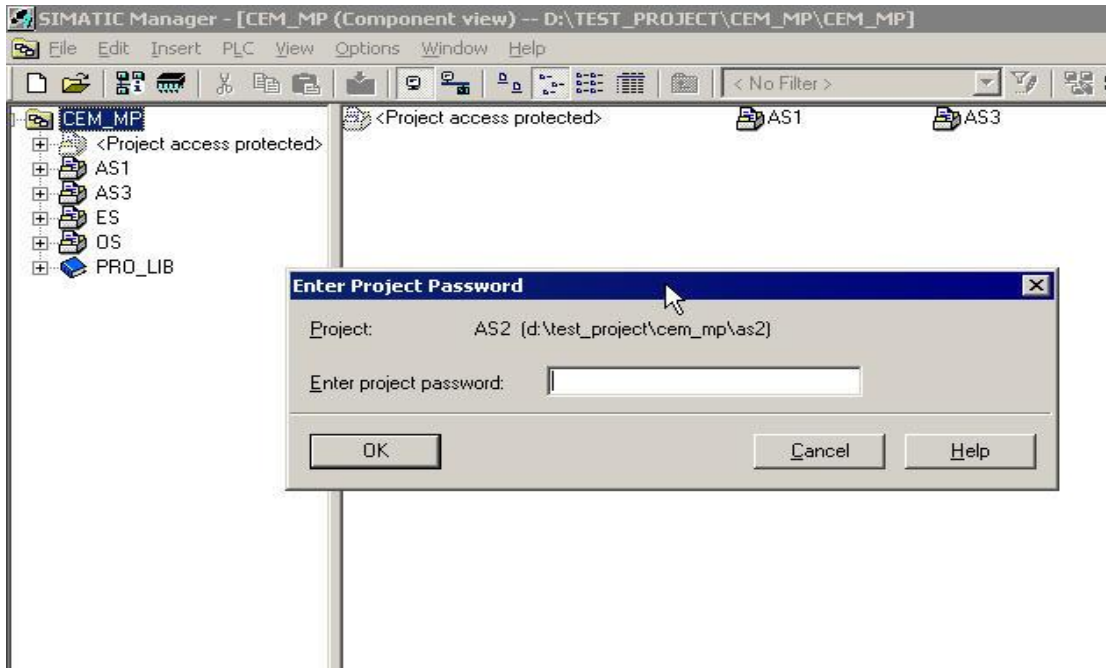 SIMATIC Manager - [CEM_MP (Component view) -- D:\TEST_PROJECT\CEM_MP\CEM_MP]
File Edit Insert PLC View Options Window Help
< No Filter >
CEM_MP
<Project access protected>
AS1
AS3
ES
OS
PRO_LIB
<Project access protected> AS1 AS3
Enter Project Password
Project: AS2 (d:\test_project\cem_mp\as2)
Enter project password:
OK Cancel Help